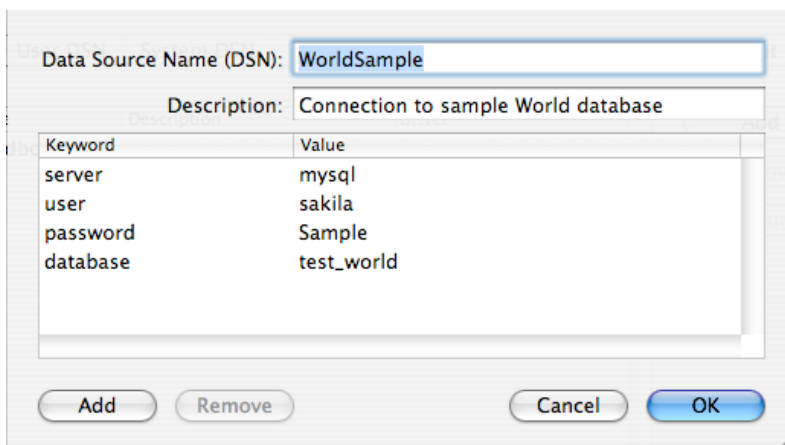 Data Source Name (DSN): WorldSample
Description: Connection to sample World database
Keyword Value
server mysql
user sakila
password Sample
database test_world
Add Remove Cancel OK